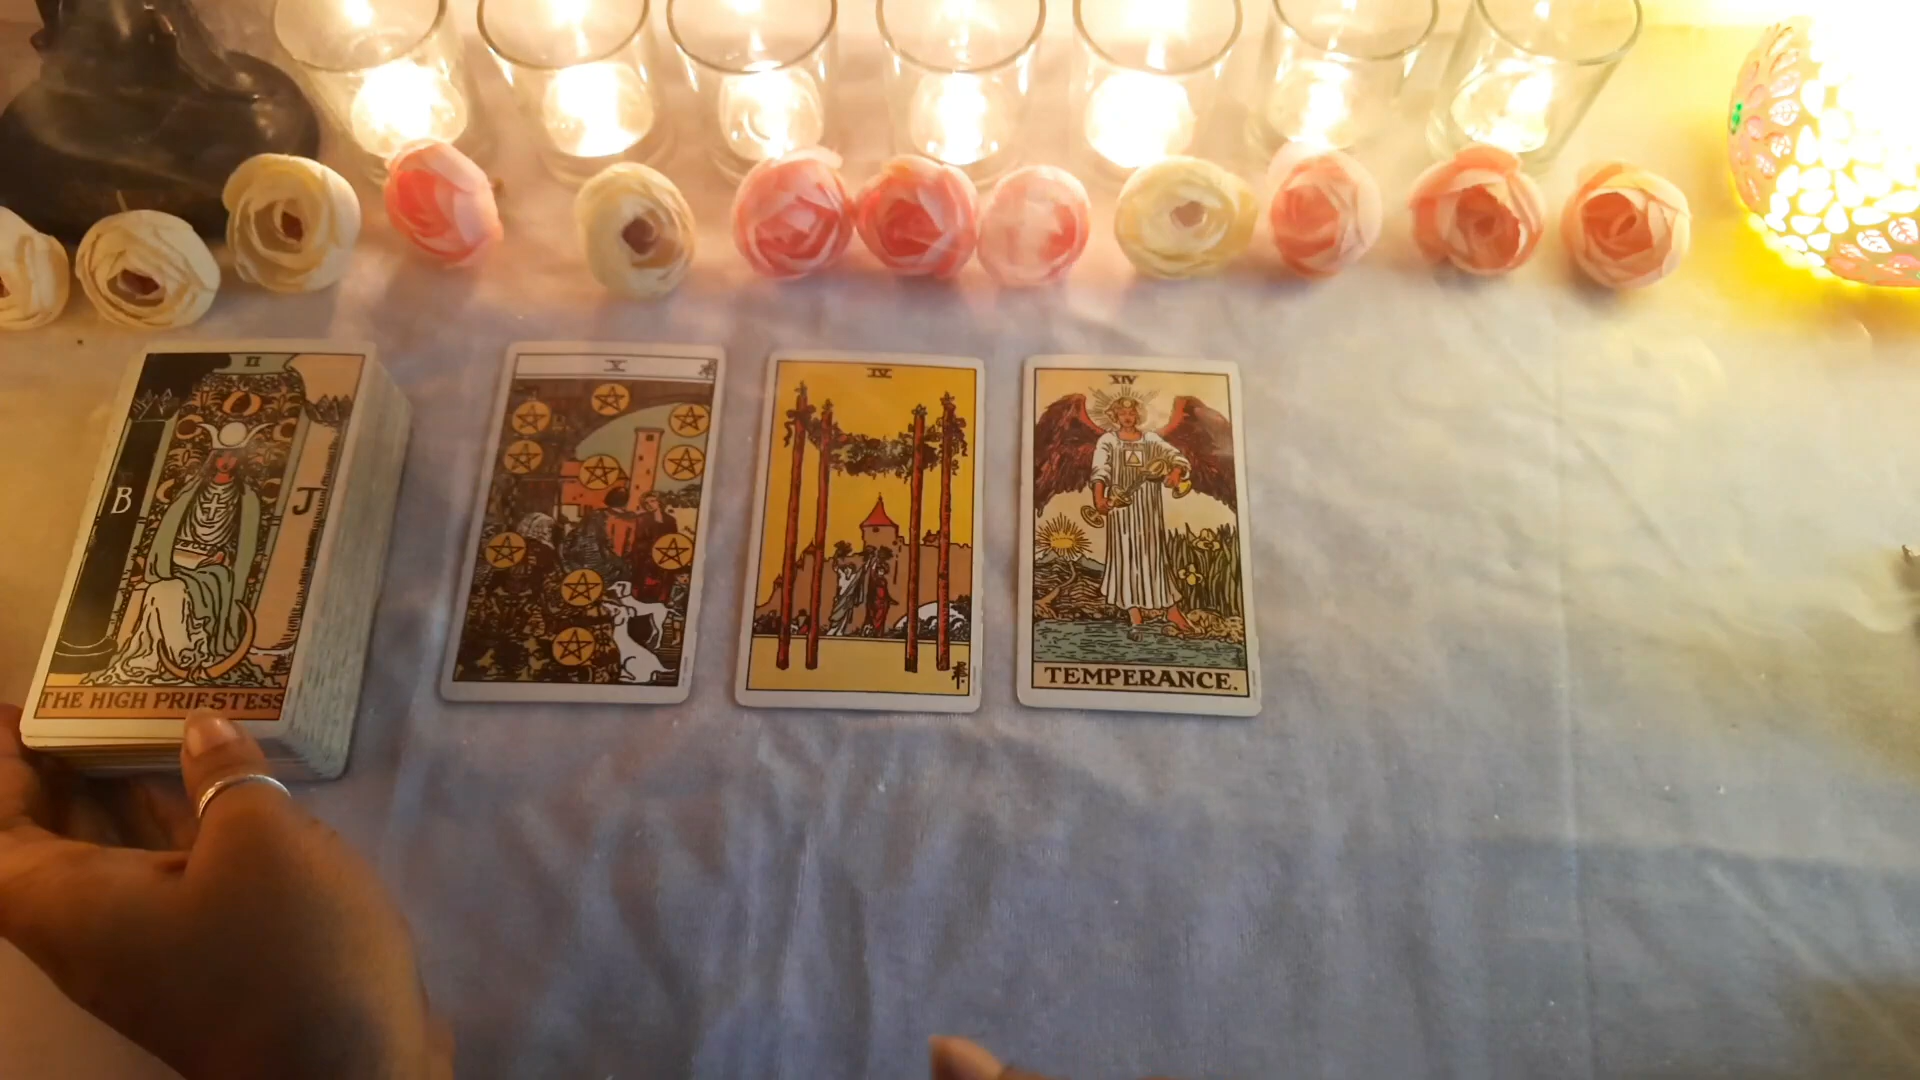 II
B J
THE HIGH PRIESTESS
X
IV
XIV
TEMPERANCE.